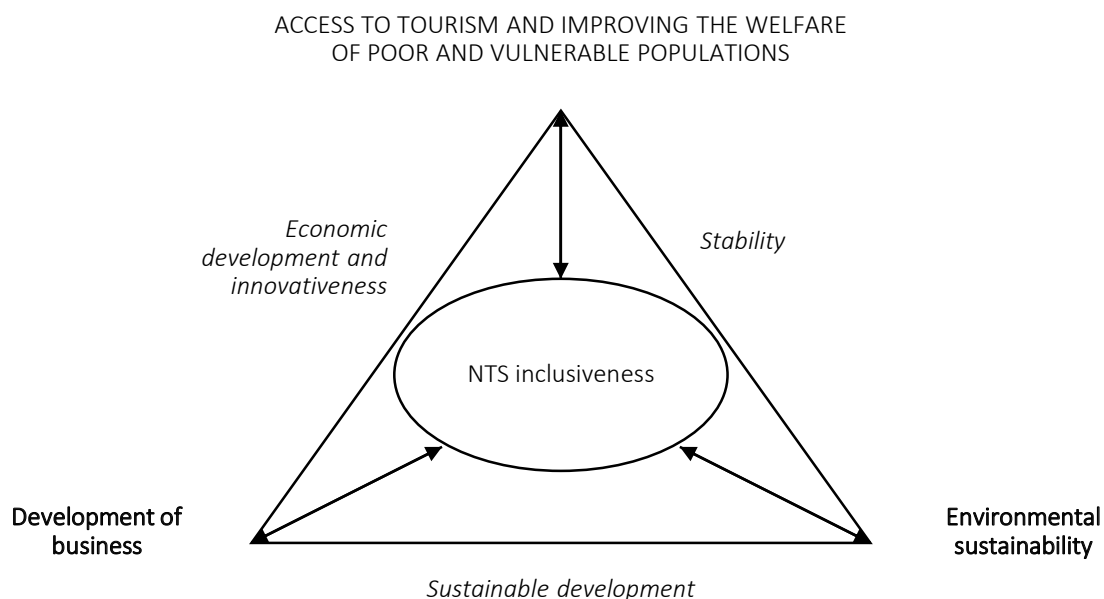 ACCESS TO TOURISM AND IMPROVING THE WELFARE
OF POOR AND VULNERABLE POPULATIONS
Economic
development and
innovativeness
Stability
NTS inclusiveness
Development of
business
Environmental
sustainability
Sustainable development